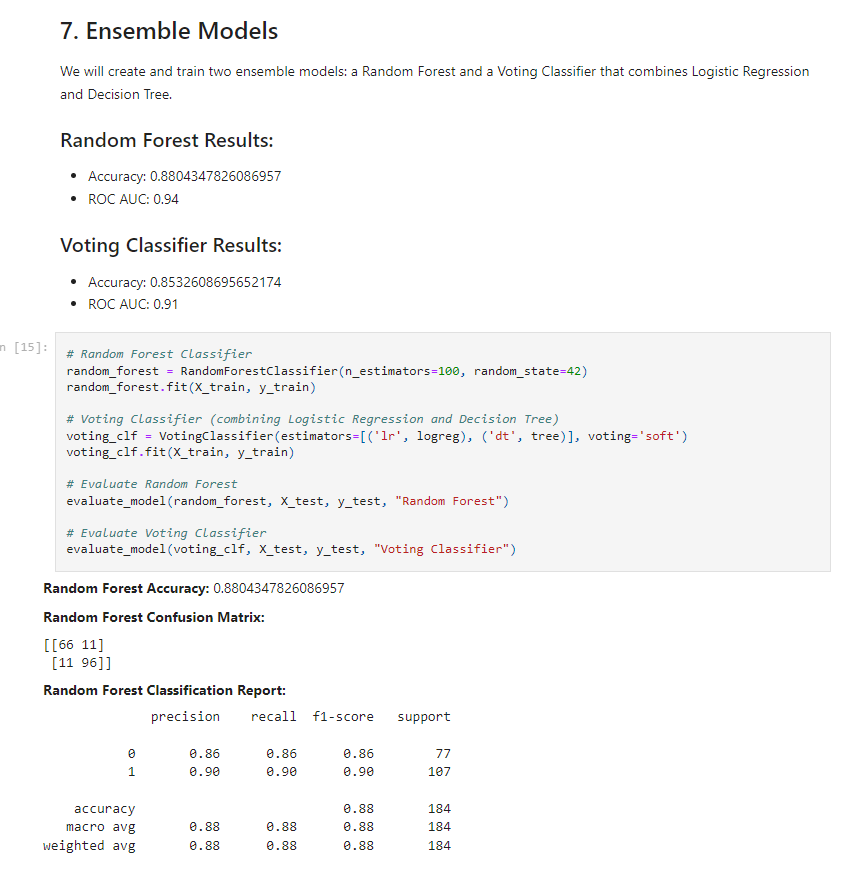 7. Ensemble Models
We will create and train two ensemble models: a Random Forest and a Voting Classifier that combines Logistic Regression
and Decision Tree.
Random Forest Results:
• Accuracy: 0.8804347826086957
• ROC AUC: 0.94
Voting Classifier Results:
• Accuracy: 0.8532608695652174
• ROC AUC: 0.91
n [15]:
# Random Forest Classifier
random_forest = RandomForestClassifier(n_estimators=100, random_state=42)
random_forest.fit(X_train, y_train)
# Voting Classifier (combining Logistic Regression and Decision Tree)
voting_clf = VotingClassifier(estimators=[('lr', logreg), ('dt', tree)], voting='soft')
voting_clf.fit(X_train, y_train)
# Evaluate Random Forest
evaluate_model(random_forest, X_test, y_test, "Random Forest")
# Evaluate Voting Classifier
evaluate_model(voting_clf, X_test, y_test, "Voting Classifier")
Random Forest Accuracy: 0.8804347826086957
Random Forest Confusion Matrix:
[[66 11]
[11 96]]
Random Forest Classification Report:
precision recall f1-score support
0 0.86 0.86 0.86 77
1 0.90 0.90 0.90 107
accuracy 0.88 184
macro avg 0.88 0.88 0.88 184
weighted avg 0.88 0.88 0.88 184